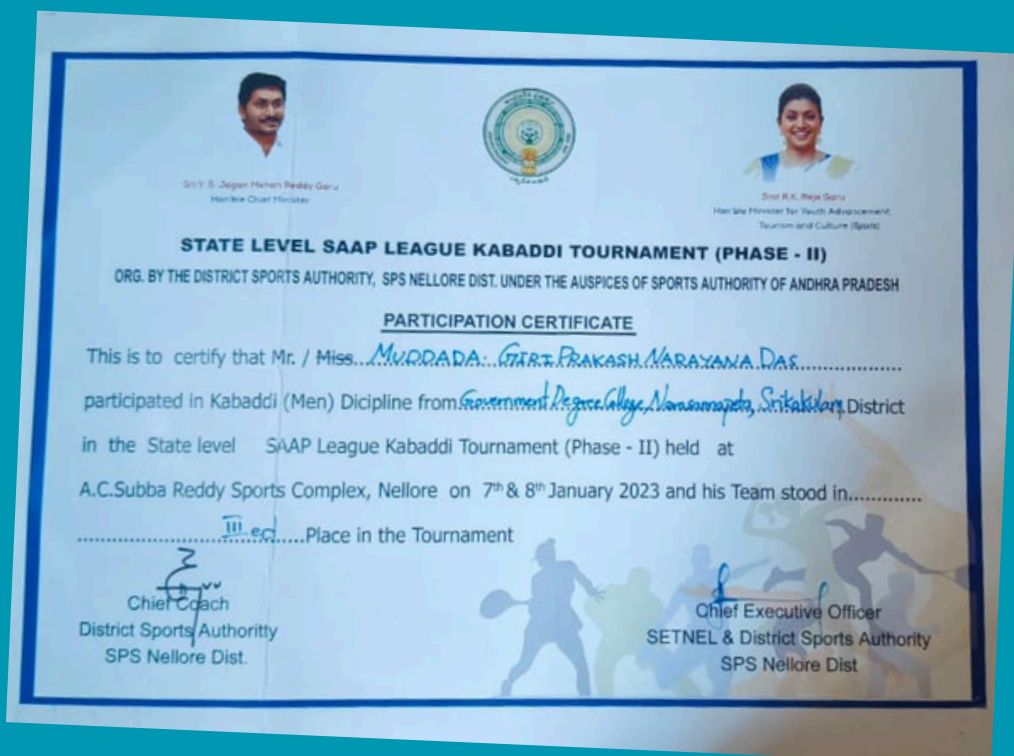 Sri Y. S. Jagan Mohan Reddy Garu
Hon'ble Chief Minister
Smt R.K. Roja Garu
Hon'ble Minister for Youth Advancement,
Tourism and Culture (Sports)
STATE LEVEL SAAP LEAGUE KABADDI TOURNAMENT (PHASE - II)
ORG. BY THE DISTRICT SPORTS AUTHORITY, SPS NELLORE DIST. UNDER THE AUSPICES OF SPORTS AUTHORITY OF ANDHRA PRADESH
PARTICIPATION CERTIFICATE
This is to certify that Mr. / Miss...MUDDADA. GIRI PRAKASH NARAYANA DAS..................
participated in Kabaddi (Men) Dicipline from Government Degree College, Narasannapeta, Srikakulam District
in the State level SAAP League Kabaddi Tournament (Phase - II) held at
A.C.Subba Reddy Sports Complex, Nellore on 7th & 8th January 2023 and his Team stood in.............
..........................III ed.....Place in the Tournament
Chief Coach
District Sports Authoritty
SPS Nellore Dist.
Chief Executive Officer
SETNEL & District Sports Authority
SPS Nellore Dist